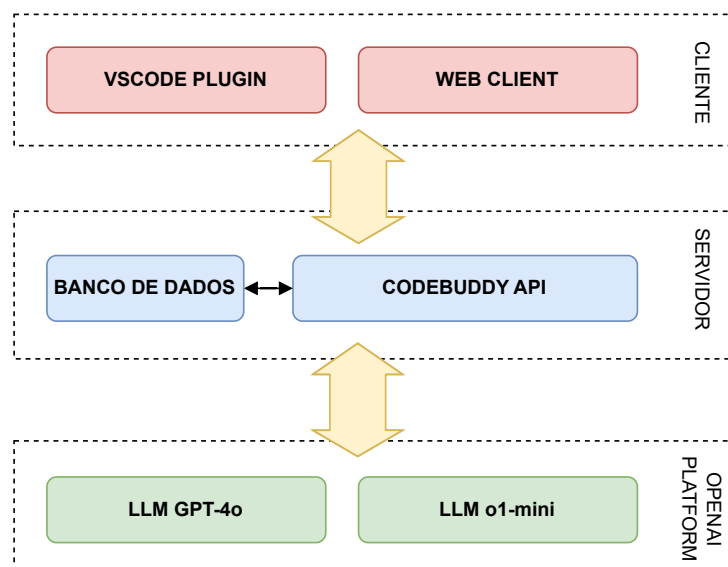 VSCODE PLUGIN
WEB CLIENT
CLIENTE
BANCO DE DADOS
CODEBUDDY API
SERVIDOR
LLM GPT-4o
LLM o1-mini
OPENAI
PLATFORM